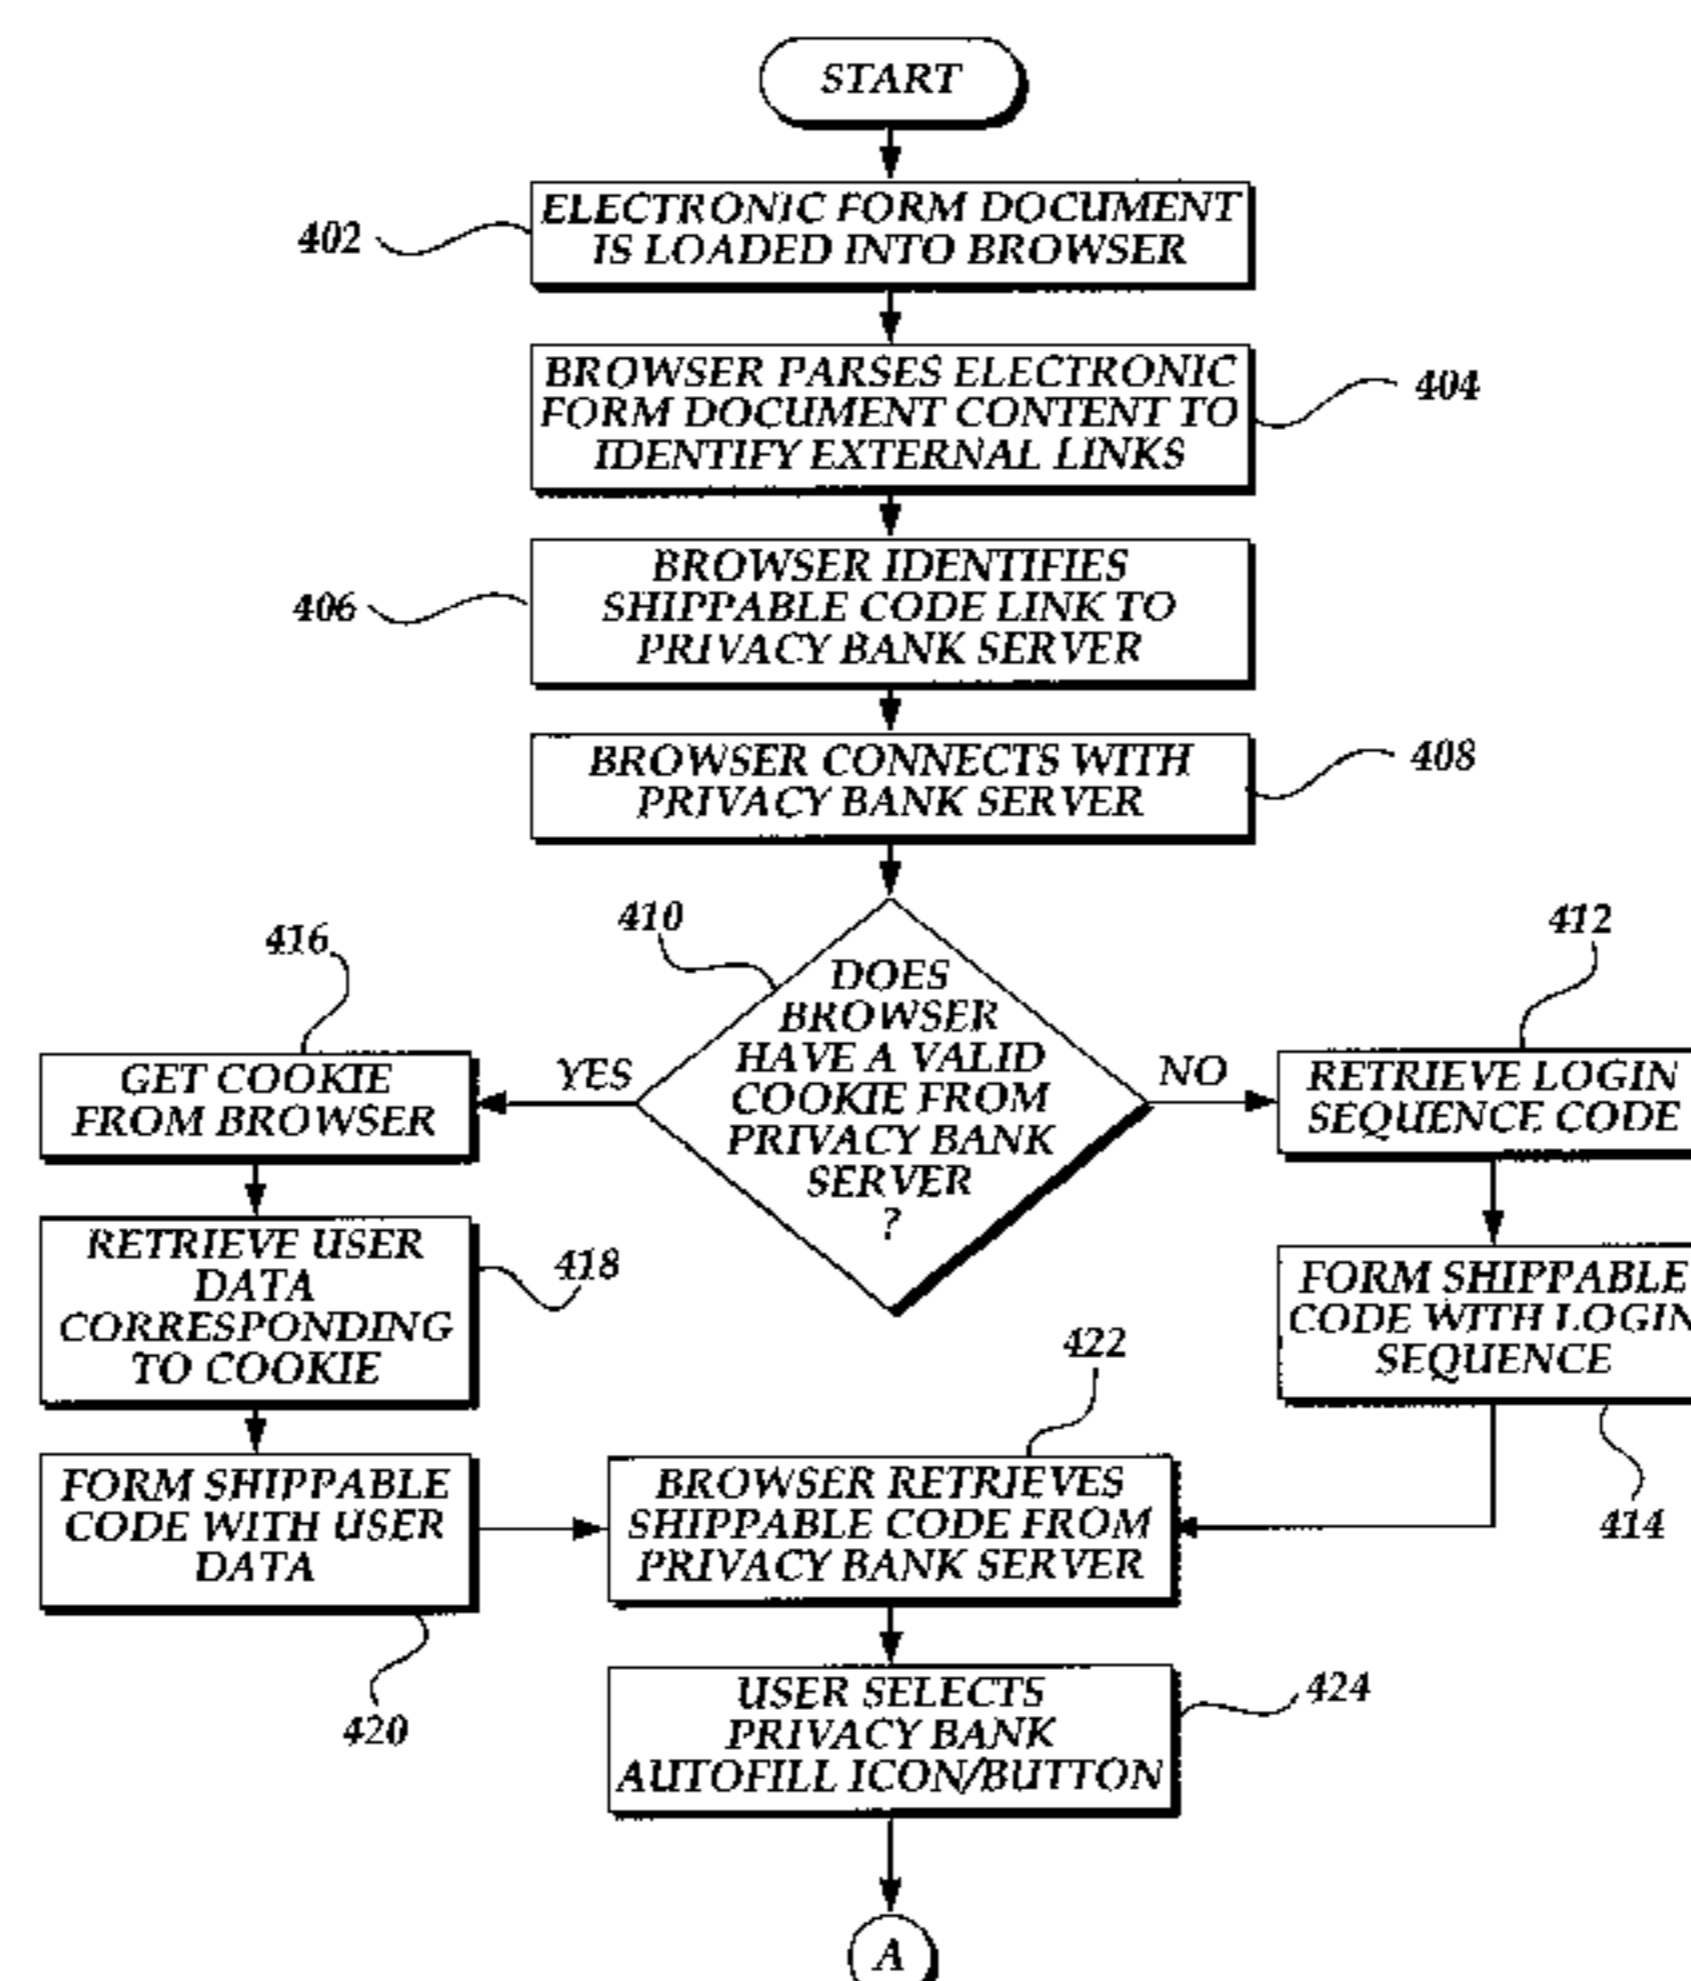 START
402
ELECTRONIC FORM DOCUMENT
IS LOADED INTO BROWSER
BROWSER PARSES ELECTRONIC
FORM DOCUMENT CONTENT TO
IDENTIFY EXTERNAL LINKS
404
406
BROWSER IDENTIFIES
SHIPPABLE CODE LINK TO
PRIVACY BANK SERVER
BROWSER CONNECTS WITH
PRIVACY BANK SERVER
408
410
DOES
BROWSER
HAVE A VALID
COOKIE FROM
PRIVACY BANK
SERVER
?
YES
NO
416
GET COOKIE
FROM BROWSER
412
RETRIEVE LOGIN
SEQUENCE CODE
RETRIEVE USER
DATA
CORRESPONDING
TO COOKIE
418
FORM SHIPPABLE
CODE WITH LOGIN
SEQUENCE
414
FORM SHIPPABLE
CODE WITH USER
DATA
420
422
BROWSER RETRIEVES
SHIPPABLE CODE FROM
PRIVACY BANK SERVER
USER SELECTS
PRIVACY BANK
AUTOFILL ICON/BUTTON
424
A